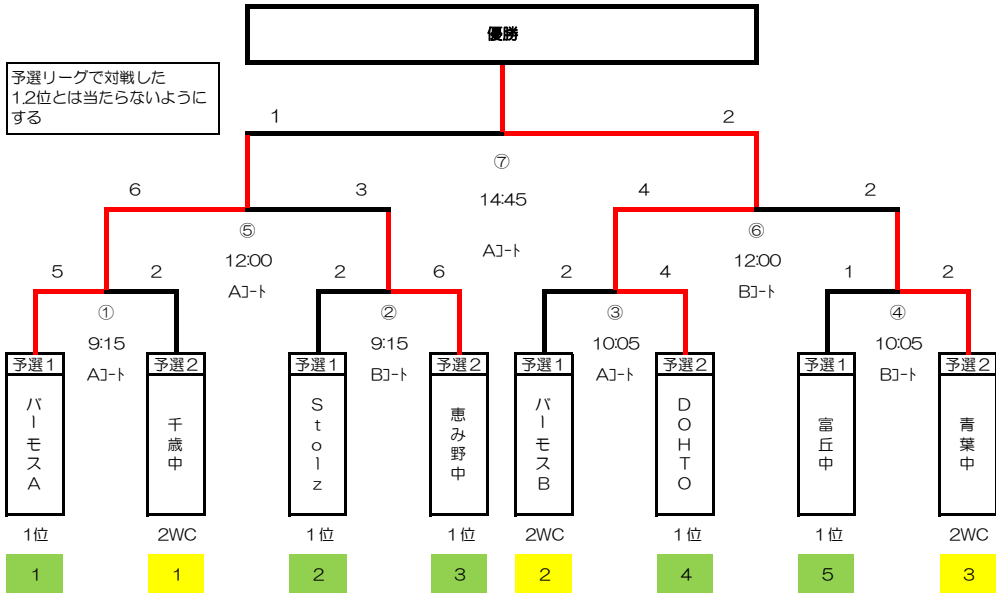 優勝
予選リーグで対戦した
1.2位とは当たらないように
する
1
2
⑦
14:45
Aコート
6
3
4
2
⑤
12:00
Aコート
⑥
12:00
Bコート
5
2
2
6
2
4
1
2
①
9:15
Aコート
②
9:15
Bコート
③
10:05
Aコート
④
10:05
Bコート
予選1
予選2
予選1
予選2
予選1
予選2
予選1
予選2
バーモスA
千歳中
Stolz
恵み野中
バーモスB
DOHTO
富丘中
青葉中
1位
2WC
1位
1位
2WC
1位
1位
2WC
1
1
2
3
2
4
5
3